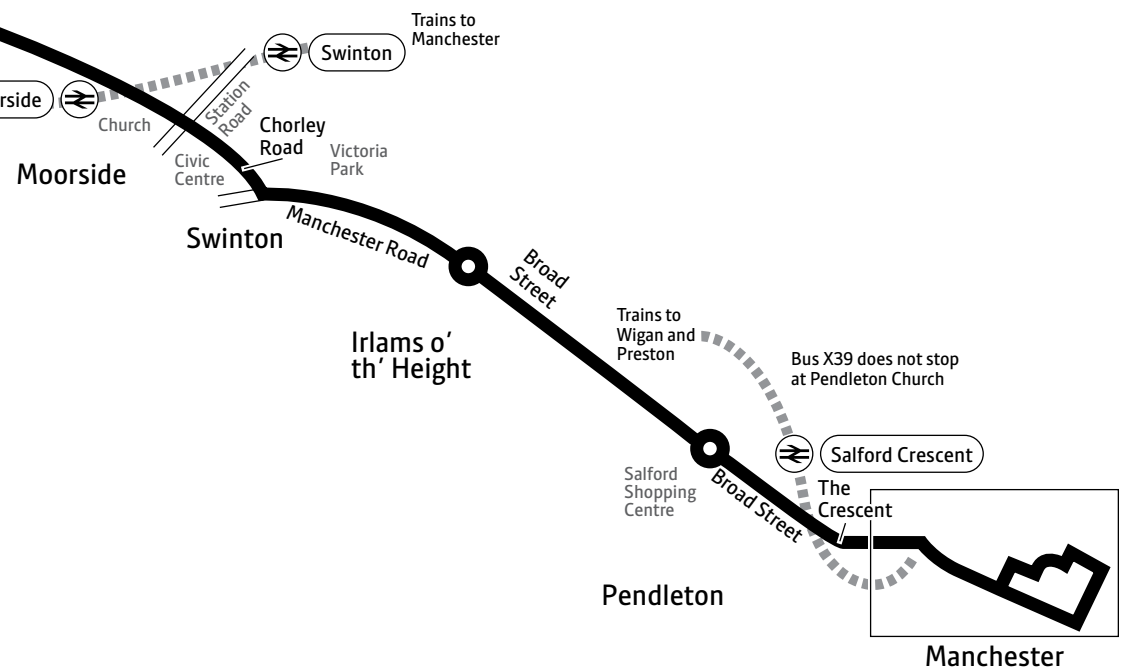 Trains to
Manchester
Swinton
rside
Station
Road
Church
Chorley
Road
Victoria
Park
Civic
Centre
Moorside
Swinton
Manchester Road
Broad
Street
Trains to
Wigan and
Preston
Irlams o’
th’ Height
Bus X39 does not stop
at Pendleton Church
Salford Crescent
Salford
Shopping
Centre
Broad Street
The
Crescent
Pendleton
Manchester